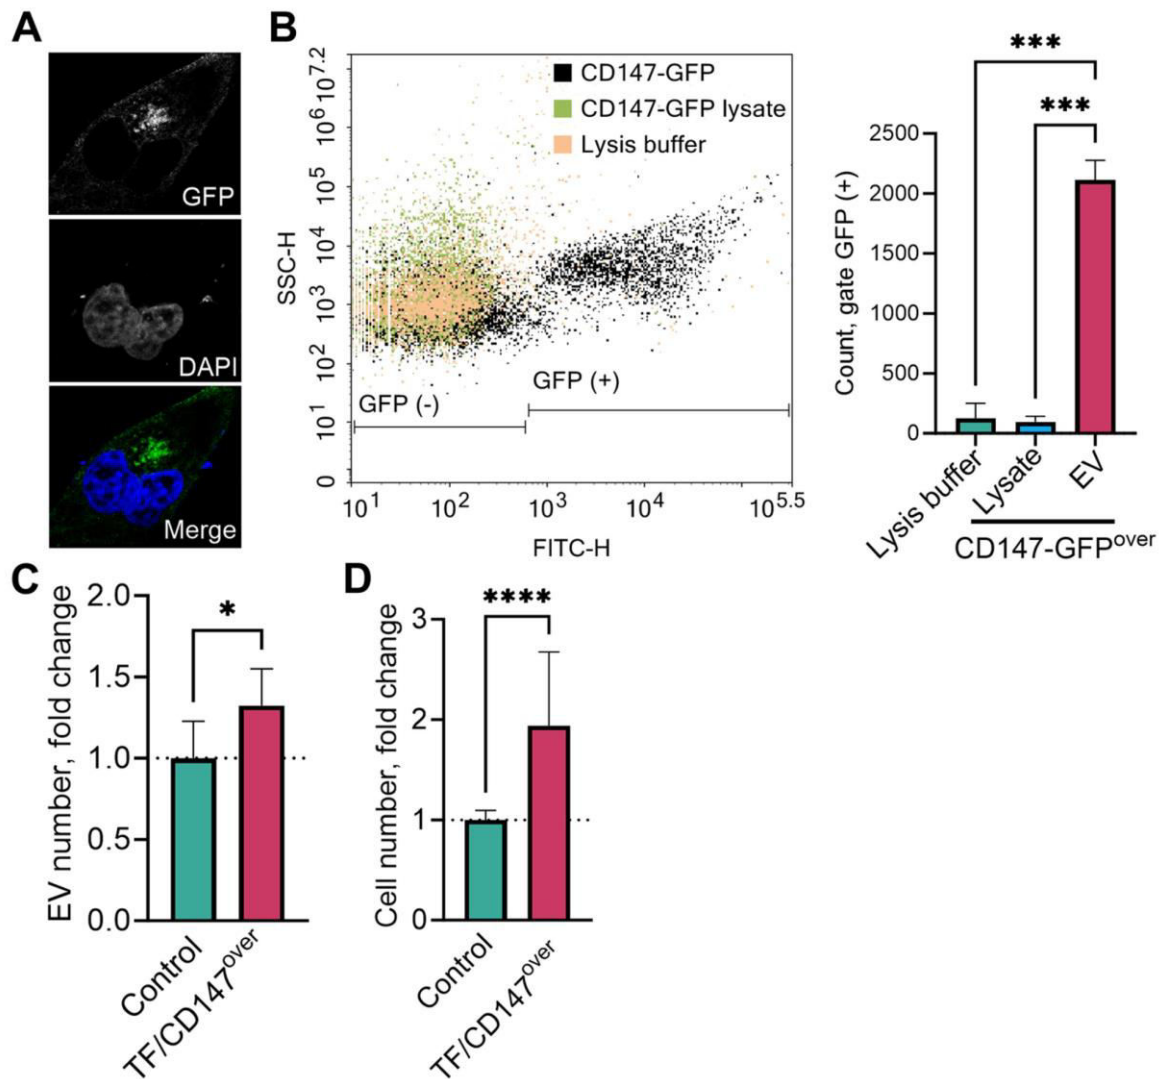 A
GFP
DAPI
Merge
B
SSC-H
10^7.2
10^6
10^5
10^4
10^3
10^2
10^1
0
CD147-GFP
CD147-GFP lysate
Lysis buffer
GFP (-)
GFP (+)
10^1
10^2
10^3
10^4
10^5.5
FITC-H
***
***
Count, gate GFP (+)
2500
2000
1500
1000
500
0
Lysis buffer
Lysate
EV
CD147-GFP^over
C
EV number, fold change
2.0
1.5
1.0
0.5
0.0
*
Control
TF/CD147^over
D
Cell number, fold change
3
2
1
0
****
Control
TF/CD147^over